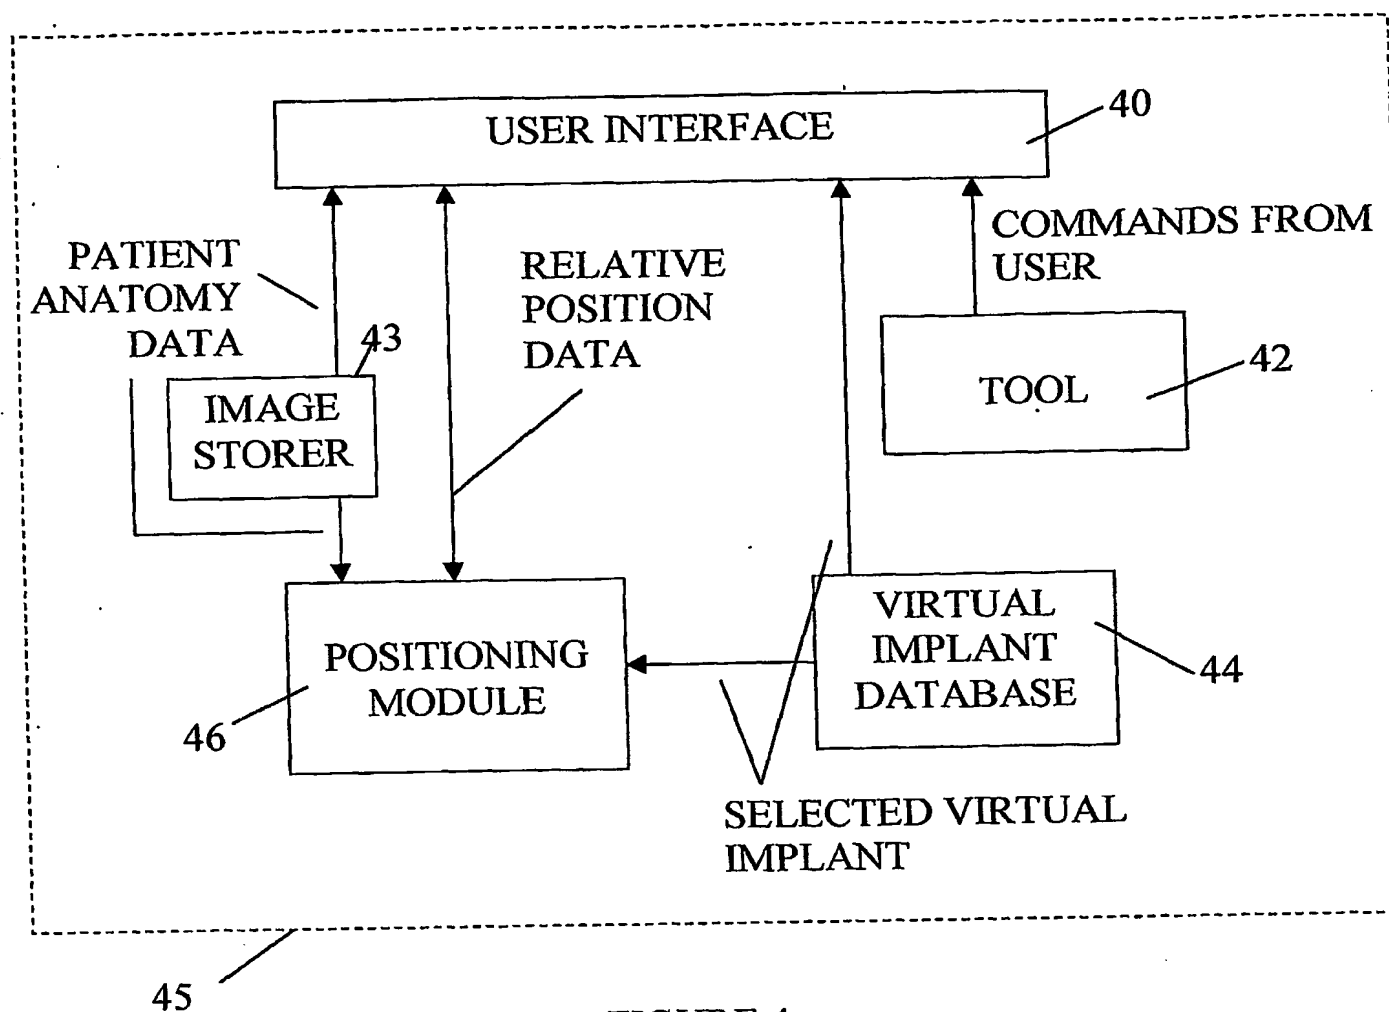 USER INTERFACE
40
COMMANDS FROM
USER
PATIENT
ANATOMY
DATA
RELATIVE
POSITION
DATA
43
IMAGE
STORER
TOOL
42
VIRTUAL
IMPLANT
DATABASE
44
POSITIONING
MODULE
46
SELECTED VIRTUAL
IMPLANT
45